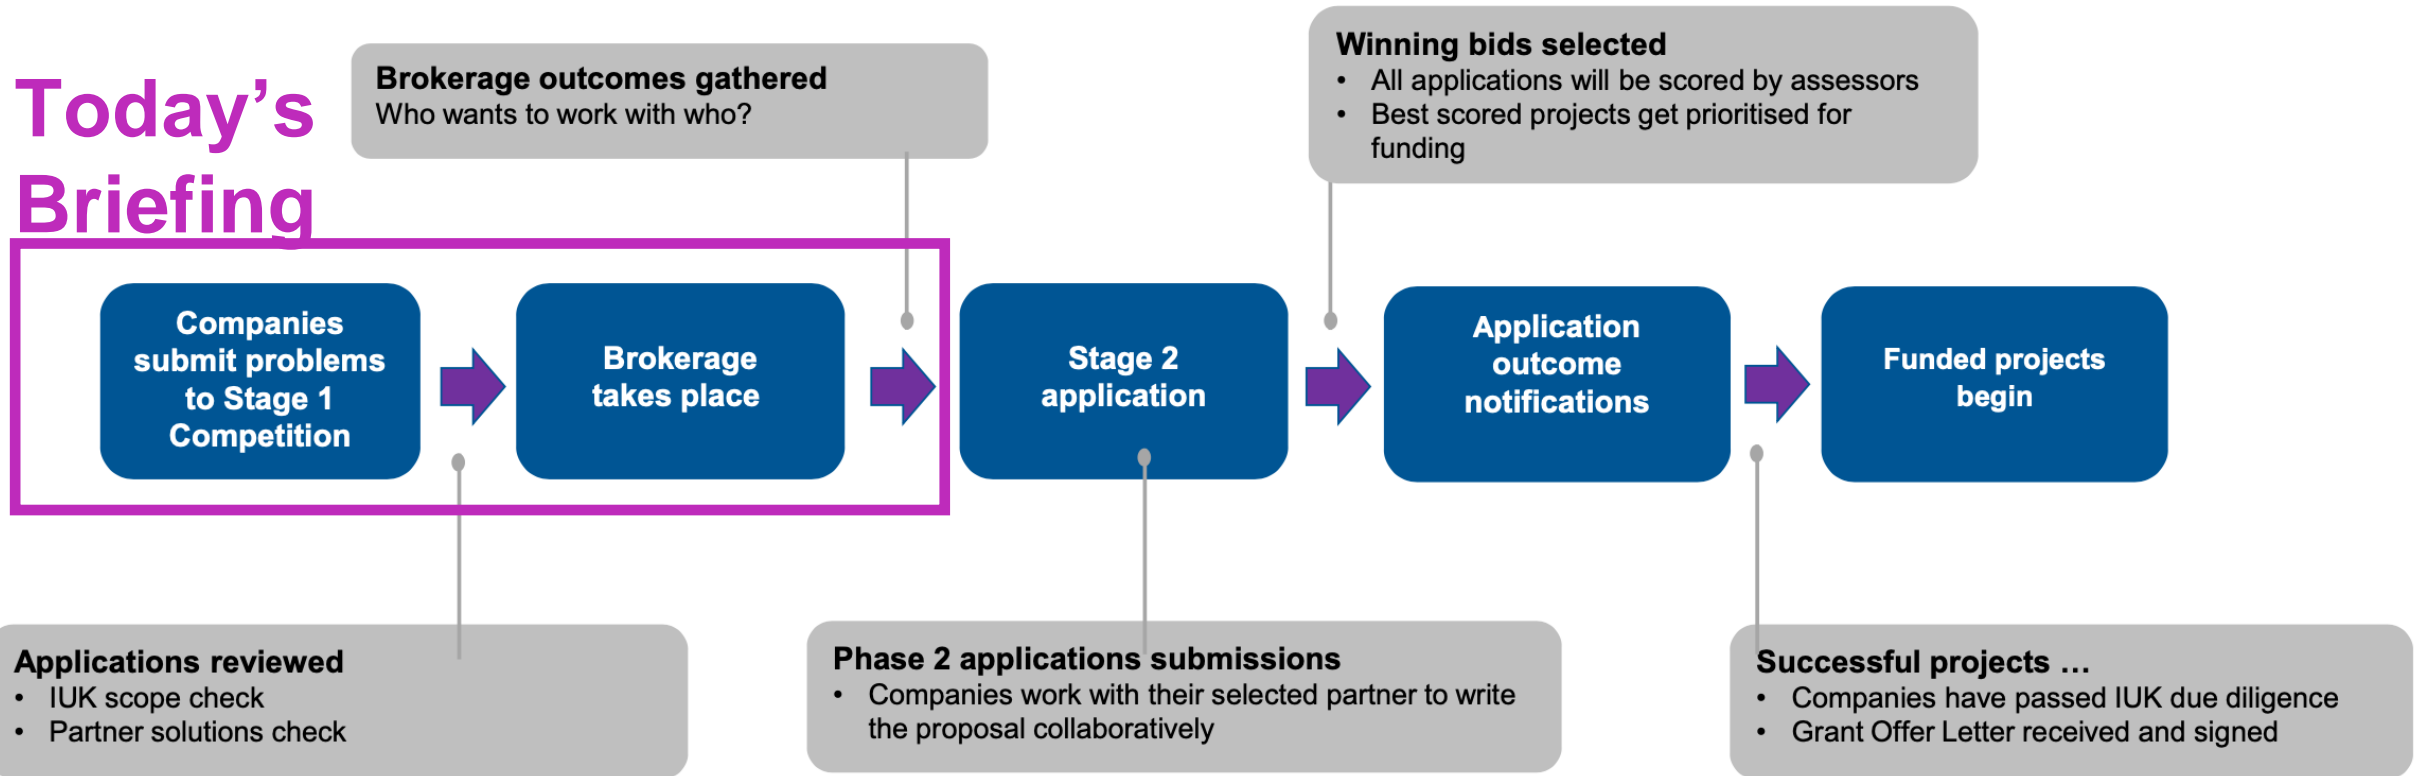 Today's
Briefing
Brokerage outcomes gathered
Who wants to work with who?
Winning bids selected
• All applications will be scored by assessors
• Best scored projects get prioritised for
funding
Companies
submit problems
to Stage 1
Competition
Brokerage
takes place
Stage 2
application
Application
outcome
notifications
Funded projects
begin
Applications reviewed
• IUK scope check
• Partner solutions check
Phase 2 applications submissions
• Companies work with their selected partner to write
the proposal collaboratively
Successful projects …
• Companies have passed IUK due diligence
• Grant Offer Letter received and signed